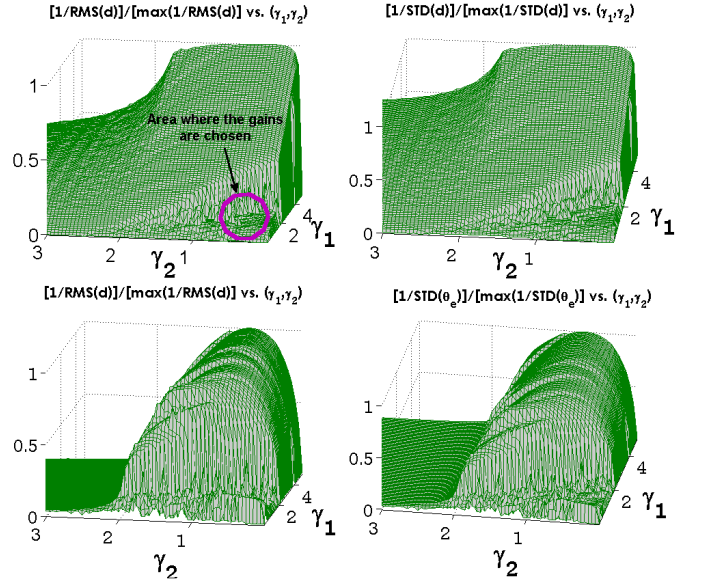 [1/RMS(d)]/[max(1/RMS(d)] vs. (γ₁,γ₂)
[1/STD(d)]/[max(1/STD(d)] vs. (γ₁,γ₂)
Area where the gains
are chosen
1
0.5
0
3
2
1
γ₂
2
4
γ₁
1
0.5
0
3
2
1
γ₂
2
4
γ₁
[1/RMS(d)]/[max(1/RMS(d)] vs. (γ₁,γ₂)
[1/STD(θₑ)]/[max(1/STD(θₑ)] vs. (γ₁,γ₂)
1
0.5
0
3
2
1
γ₂
2
4
γ₁
1
0.5
0
3
2
1
γ₂
2
4
γ₁